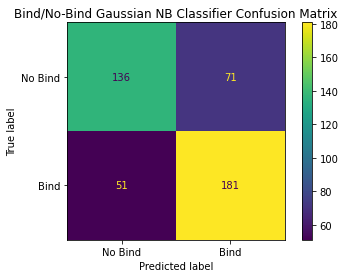 Bind/No-Bind Gaussian NB Classifier Confusion Matrix
True label
No Bind
136
71
Bind
51
181
No Bind
Bind
Predicted label
180
160
140
120
100
80
60